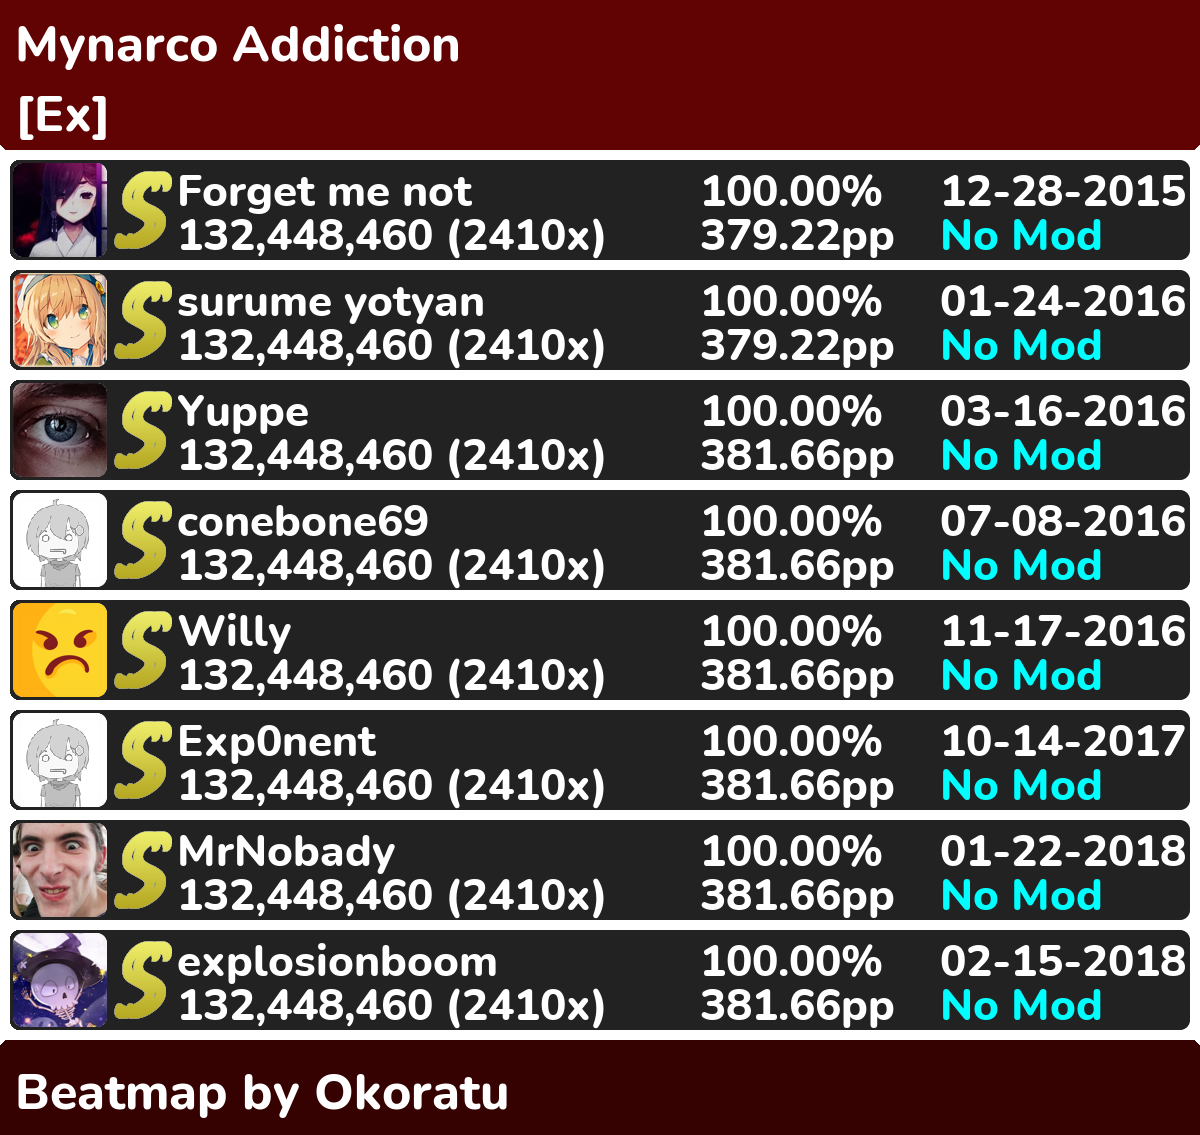 Mynarco Addiction
[Ex]
S Forget me not 100.00% 12-28-2015
132,448,460 (2410x) 379.22pp No Mod
S surume yotyan 100.00% 01-24-2016
132,448,460 (2410x) 379.22pp No Mod
S Yuppe 100.00% 03-16-2016
132,448,460 (2410x) 381.66pp No Mod
S conebone69 100.00% 07-08-2016
132,448,460 (2410x) 381.66pp No Mod
S Willy 100.00% 11-17-2016
132,448,460 (2410x) 381.66pp No Mod
S Exp0nent 100.00% 10-14-2017
132,448,460 (2410x) 381.66pp No Mod
S MrNobady 100.00% 01-22-2018
132,448,460 (2410x) 381.66pp No Mod
S explosionboom 100.00% 02-15-2018
132,448,460 (2410x) 381.66pp No Mod
Beatmap by Okoratu